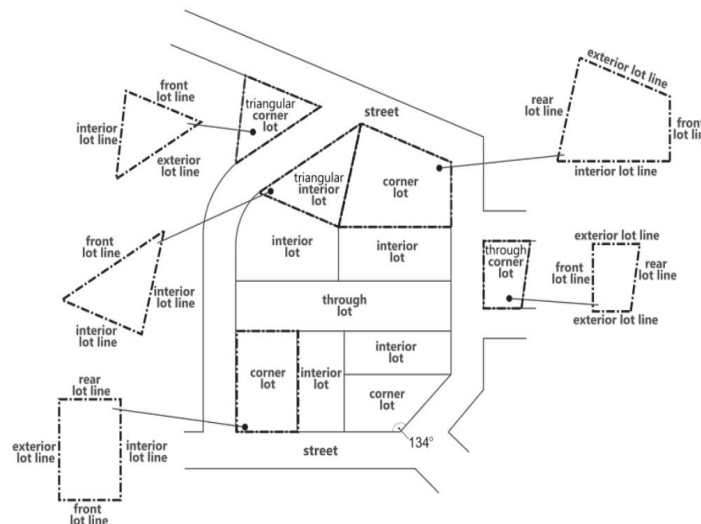 front
lot line
interior
lot line
exterior
lot line
triangular
corner
lot
street
exterior lot line
rear
lot line
front
lot line
interior lot line
triangular
interior
lot
corner
lot
front
lot line
interior
lot line
interior
lot line
interior
lot
interior
lot
through
corner
lot
exterior lot line
front
lot line
rear
lot line
exterior lot line
through
lot
corner
lot
interior
lot
interior
lot
corner
lot
134°
street
rear
lot line
exterior
lot line
interior
lot line
front
lot line